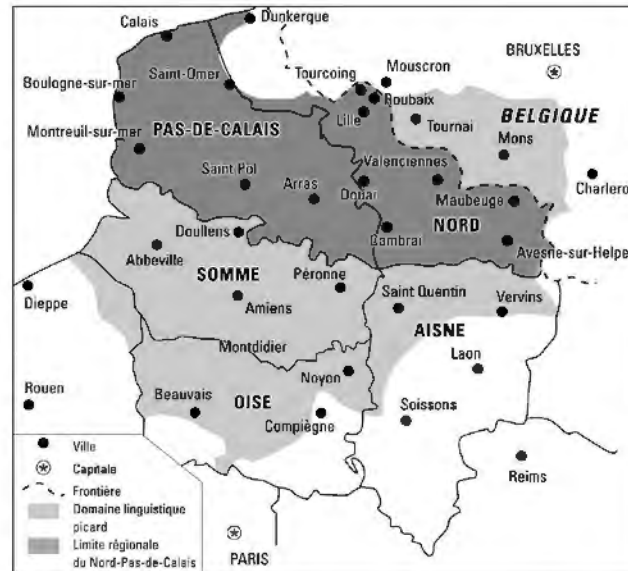 Calais
Dunkerque
BRUXELLES
Saint-Omer
Tourcoing
Mouscron
Boulogne-sur-mer
Roubaix
BELGIQUE
Lille
Tournai
PAS-DE-CALAIS
Montreuil-sur-mer
Mons
Valenciennes
Saint Pol
Charlero
Arras
Douai
Maubeuge
NORD
Doullens
Cambrai
Avesne-sur-Helpe
Abbeville
SOMME
Péronne
Dieppe
Saint Quentin
Vervins
Amiens
AISNE
Montdidier
Laon
Noyon
Rouen
Beauvais
OISE
Compiègne
Soissons
Ville
Reims
Capitale
Frontière
Domaine linguistique
picard
Limite régionale
du Nord-Pas-de-Calais
PARIS